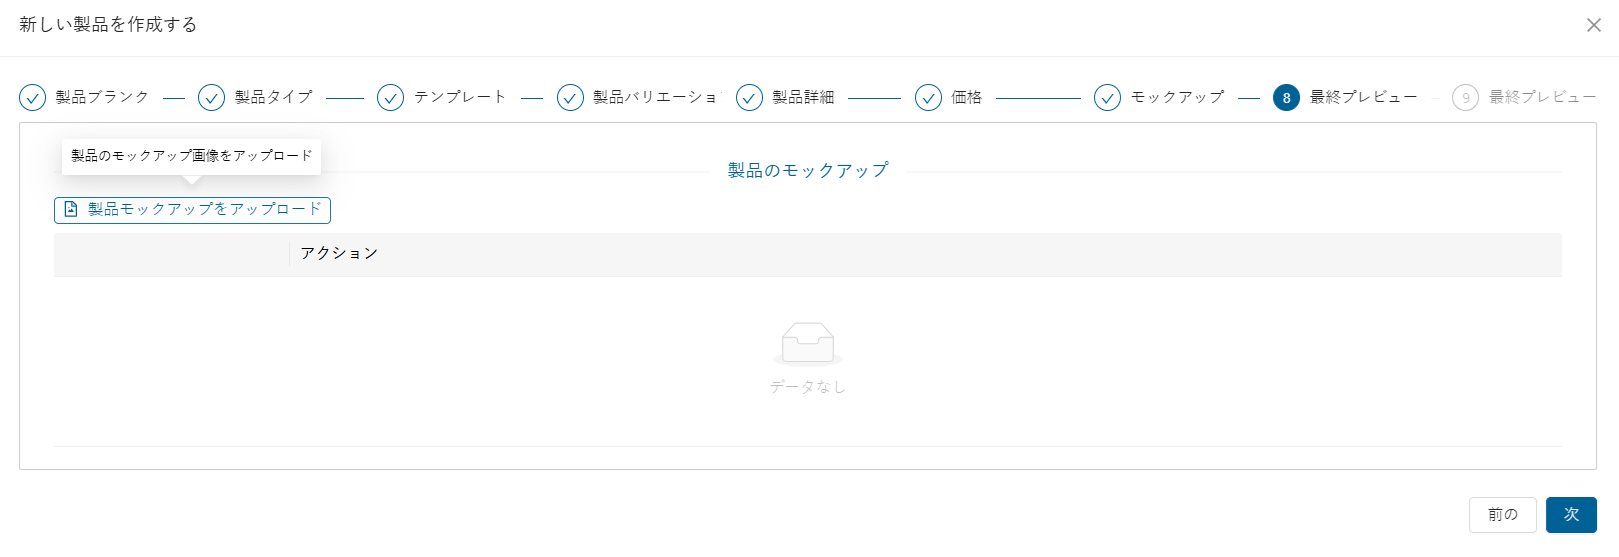 新しい製品を作成する
製品ブランク
製品タイプ
テンプレート
製品バリエーショ
製品詳細
価格
モックアップ
8 最終プレビュー
9 最終プレビュー
製品のモックアップ画像をアップロード
製品のモックアップ
製品モックアップをアップロード
アクション
データなし
前の
次